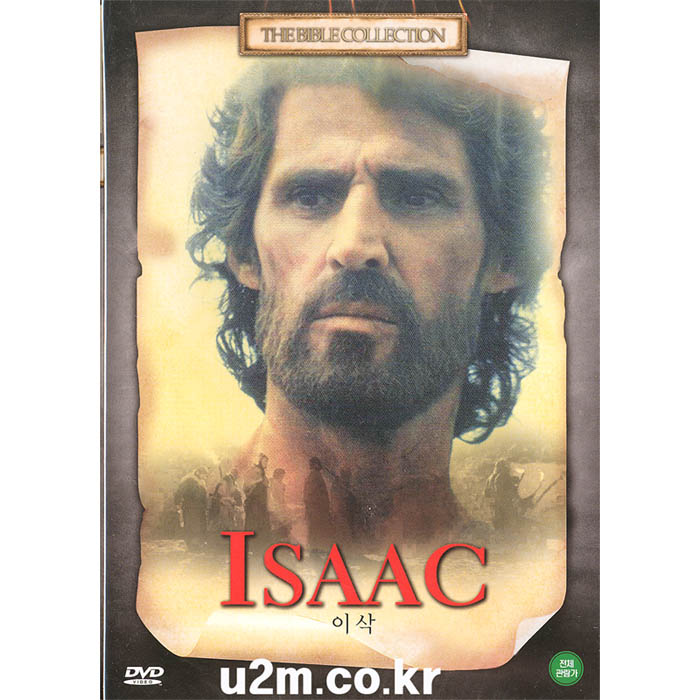 THE BIBLE COLLECTION
ISAAC
이삭
DVD
VIDEO
전체
관람가
u2m.co.kr